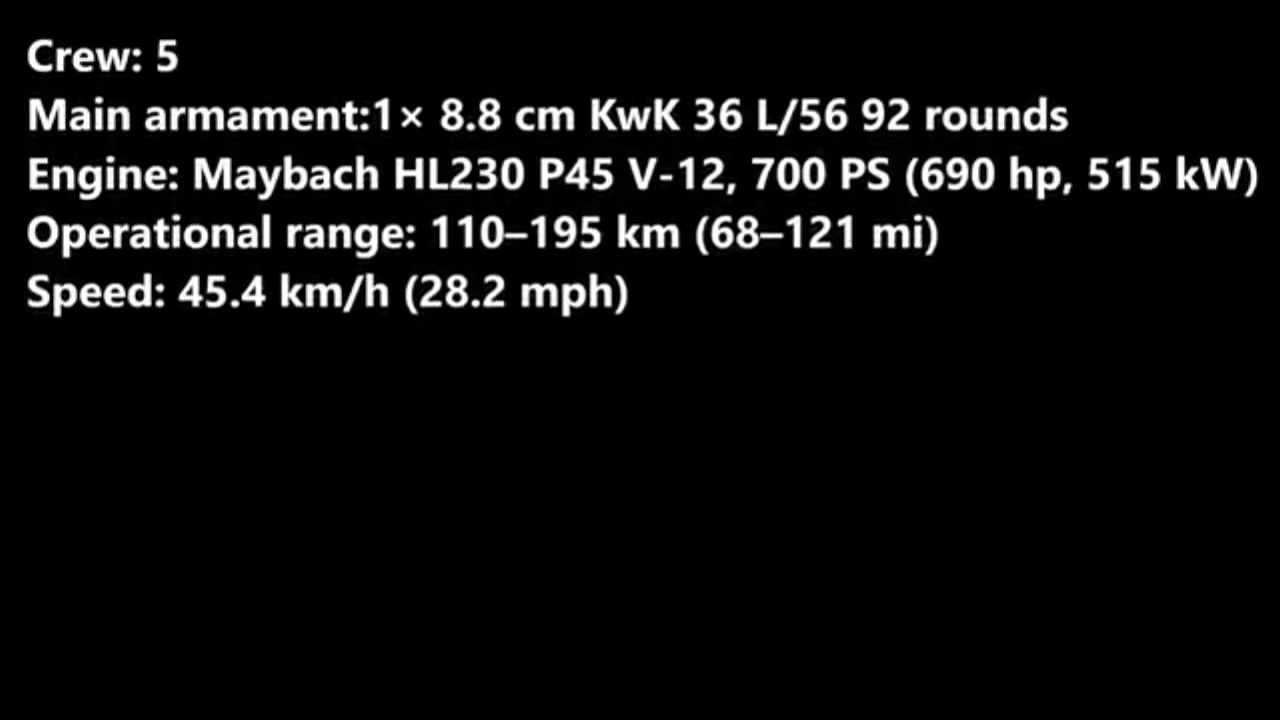 Crew: 5
Main armament:1× 8.8 cm KwK 36 L/56 92 rounds
Engine: Maybach HL230 P45 V-12, 700 PS (690 hp, 515 kW)
Operational range: 110–195 km (68–121 mi)
Speed: 45.4 km/h (28.2 mph)